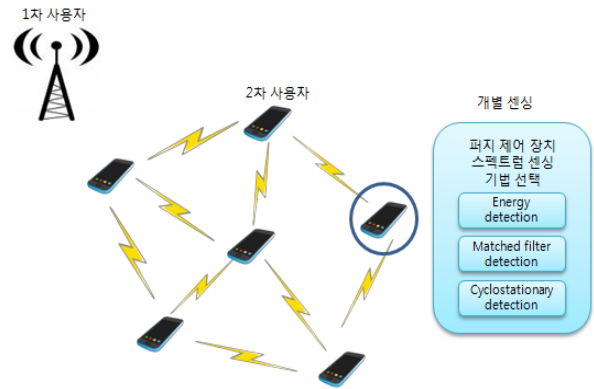 1차 사용자
2차 사용자
개별 센싱
퍼지 제어 장치
스펙트럼 센싱
기법 선택
Energy
detection
Matched filter
detection
Cyclostationary
detection